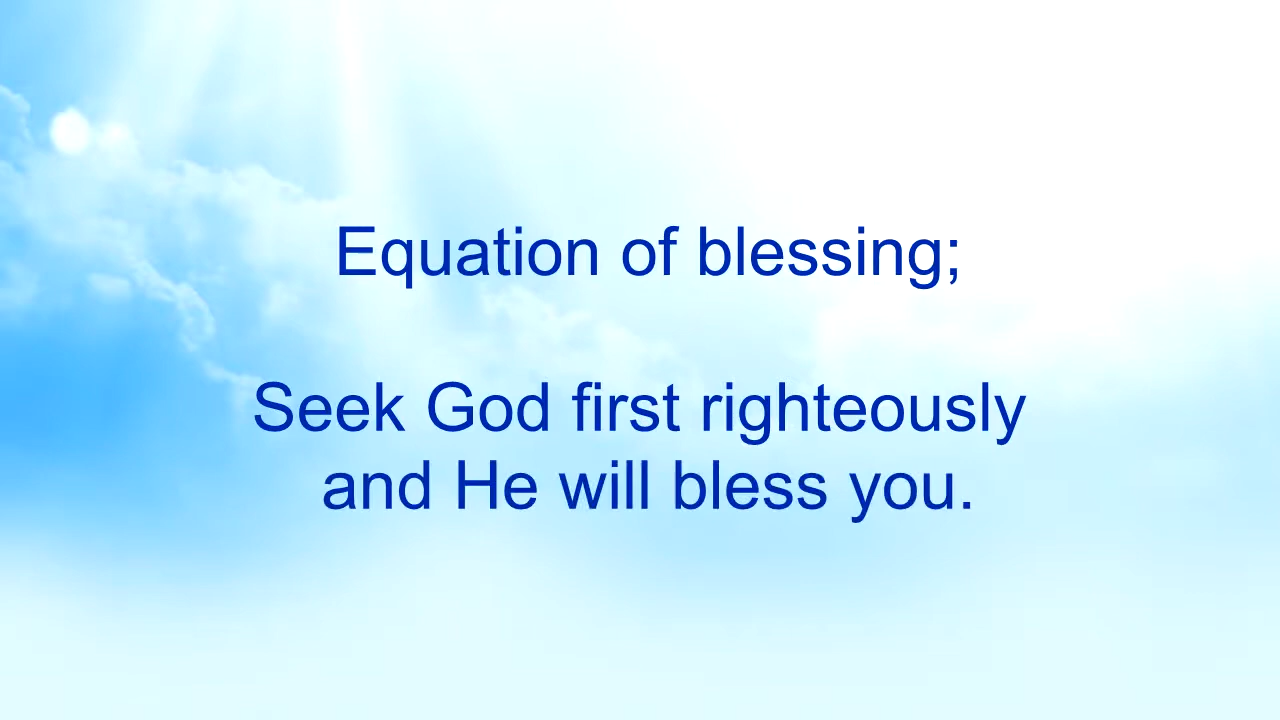 Equation of blessing;
Seek God first righteously
and He will bless you.